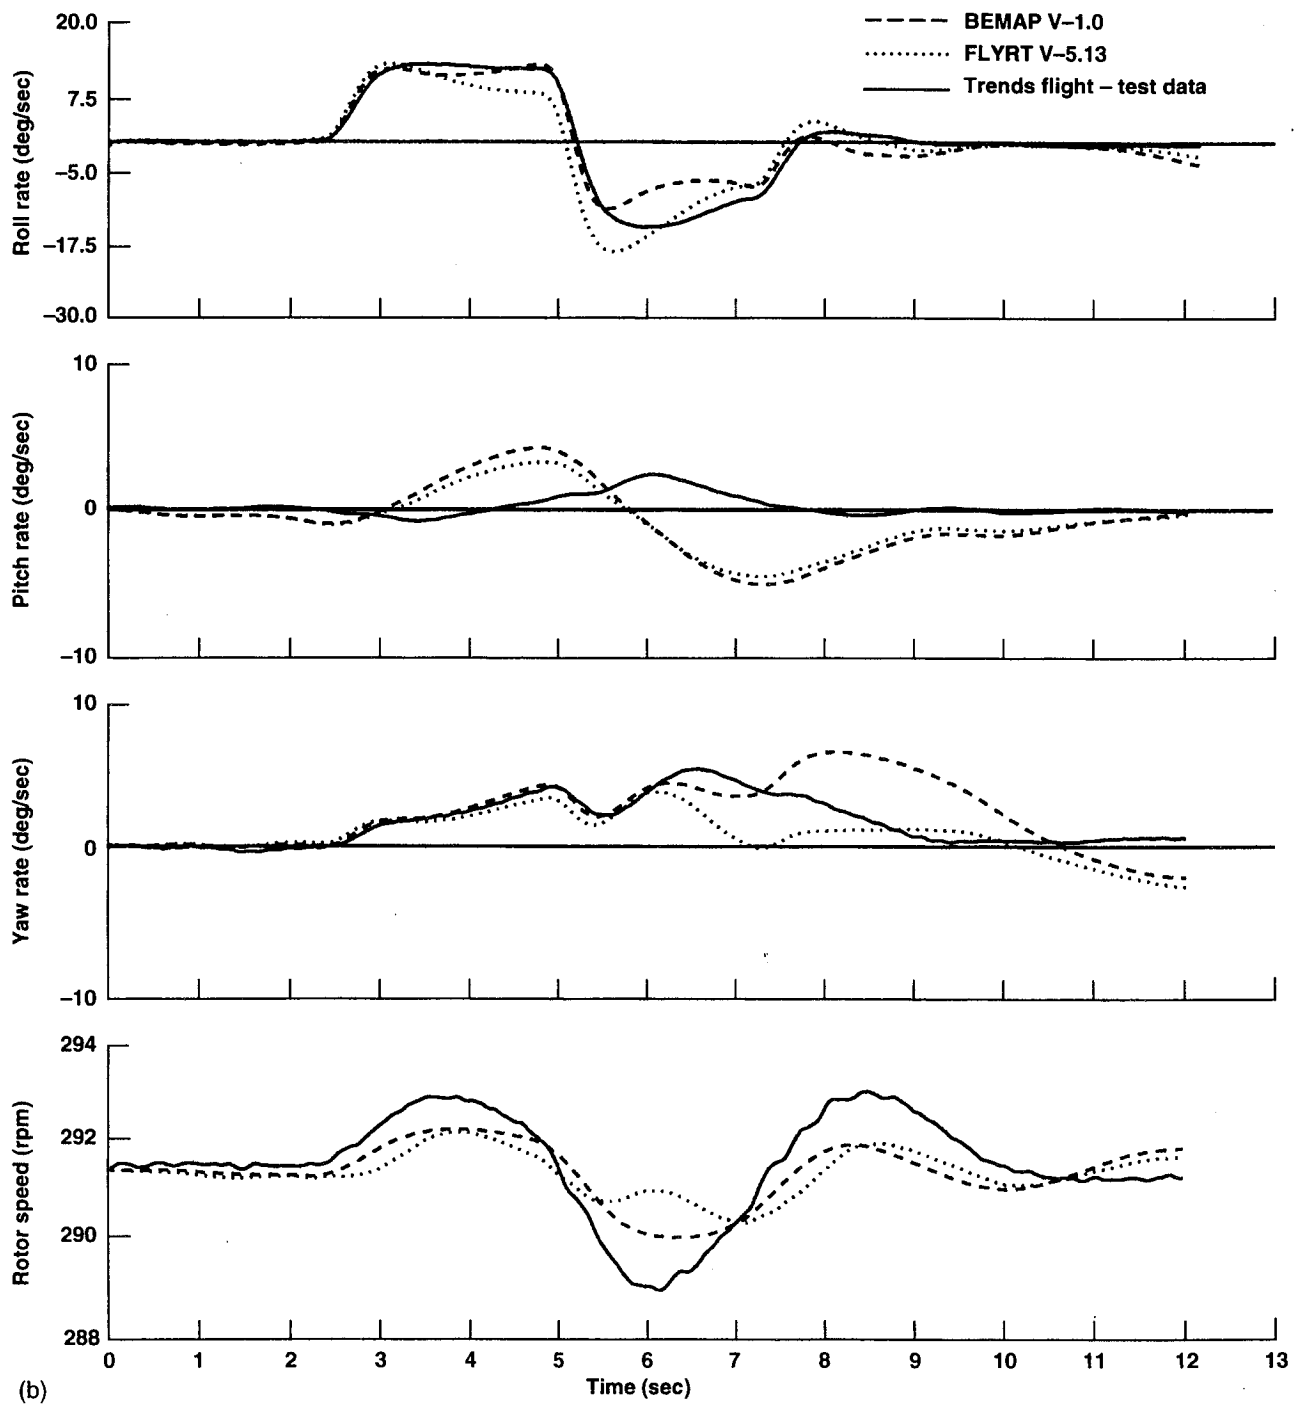 BEMAP V–1.0
FLYRT V–5.13
Trends flight – test data
Roll rate (deg/sec)
20.0
7.5
–5.0
–17.5
–30.0
Pitch rate (deg/sec)
10
0
–10
Yaw rate (deg/sec)
10
0
–10
Rotor speed (rpm)
294
292
290
288
0 1 2 3 4 5 6 7 8 9 10 11 12 13
Time (sec)
(b)